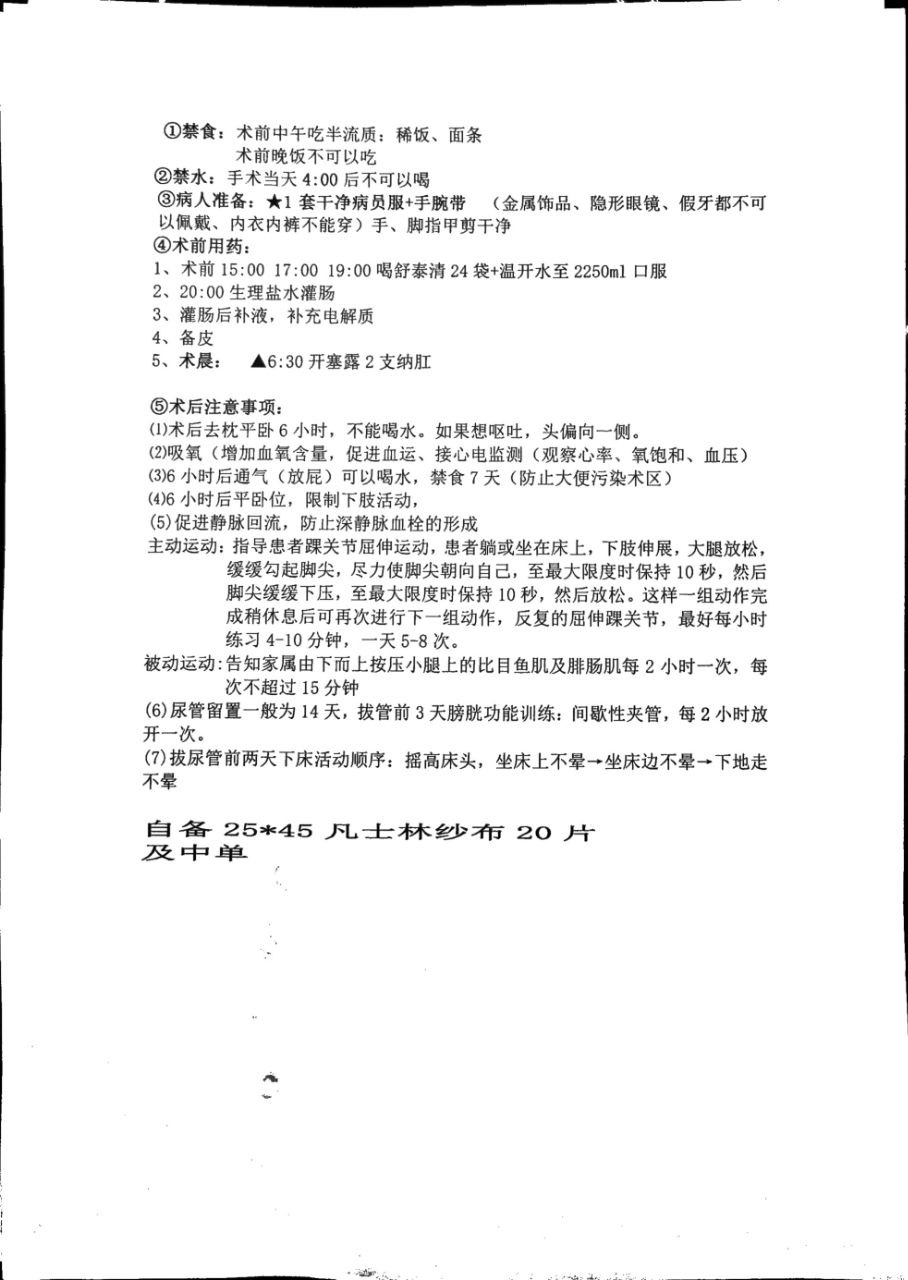 ①禁食：术前中午吃半流质：稀饭、面条
术前晚饭不可以吃
②禁水：手术当天 4:00 后不可以喝
③病人准备：★1 套干净病员服+手腕带 （金属饰品、隐形眼镜、假牙都不可
以佩戴、内衣内裤不能穿）手、脚指甲剪干净
④术前用药：
1、术前 15:00 17:00 19:00 喝舒泰清 24 袋+温开水至 2250ml 口服
2、20:00 生理盐水灌肠
3、灌肠后补液，补充电解质
4、备皮
5、术晨： ▲6:30 开塞露 2 支纳肛
⑤术后注意事项：
⑴术后去枕平卧 6 小时，不能喝水。如果想呕吐，头偏向一侧。
⑵吸氧（增加血氧含量，促进血运、接心电监测（观察心率、氧饱和、血压）
⑶6 小时后通气（放屁）可以喝水，禁食 7 天（防止大便污染术区）
⑷6 小时后平卧位，限制下肢活动，
(5)促进静脉回流，防止深静脉血栓的形成
主动运动：指导患者踝关节屈伸运动，患者躺或坐在床上，下肢伸展，大腿放松，
缓缓勾起脚尖，尽力使脚尖朝向自己，至最大限度时保持 10 秒，然后
脚尖缓缓下压，至最大限度时保持 10 秒，然后放松。这样一组动作完
成稍休息后可再次进行下一组动作，反复的屈伸踝关节，最好每小时
练习 4-10 分钟，一天 5-8 次。
被动运动:告知家属由下而上按压小腿上的比目鱼肌及腓肠肌每 2 小时一次，每
次不超过 15 分钟
(6)尿管留置一般为 14 天，拔管前 3 天膀胱功能训练：间歇性夹管，每 2 小时放
开一次。
(7)拔尿管前两天下床活动顺序：摇高床头，坐床上不晕→坐床边不晕→下地走
不晕
自备 25*45 凡士林纱布 20 片
及中单